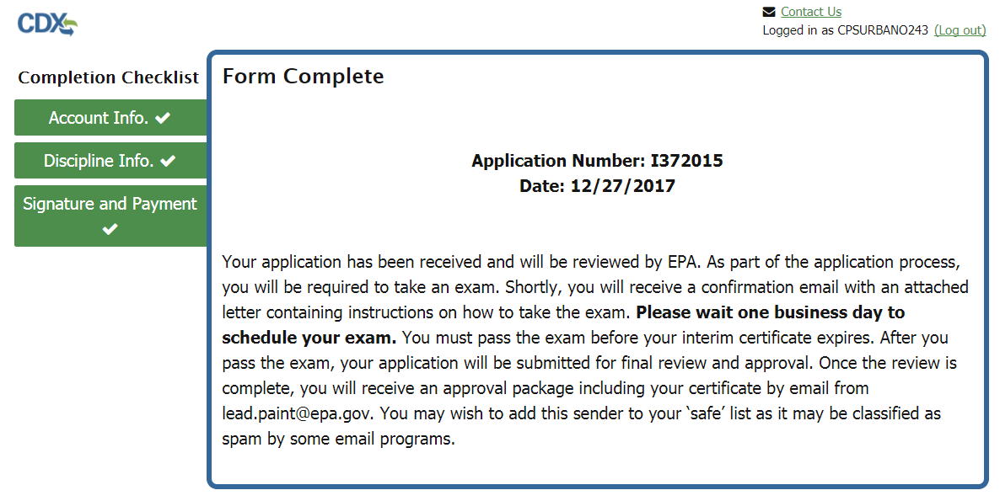 CDX
Contact Us
Logged in as CPSURBANO243 (Log out)
Completion Checklist
Account Info.
Discipline Info.
Signature and Payment
Form Complete
Application Number: I372015
Date: 12/27/2017
Your application has been received and will be reviewed by EPA. As part of the application process,
you will be required to take an exam. Shortly, you will receive a confirmation email with an attached
letter containing instructions on how to take the exam. Please wait one business day to
schedule your exam. You must pass the exam before your interim certificate expires. After you
pass the exam, your application will be submitted for final review and approval. Once the review is
complete, you will receive an approval package including your certificate by email from
lead.paint@epa.gov. You may wish to add this sender to your ‘safe’ list as it may be classified as
spam by some email programs.